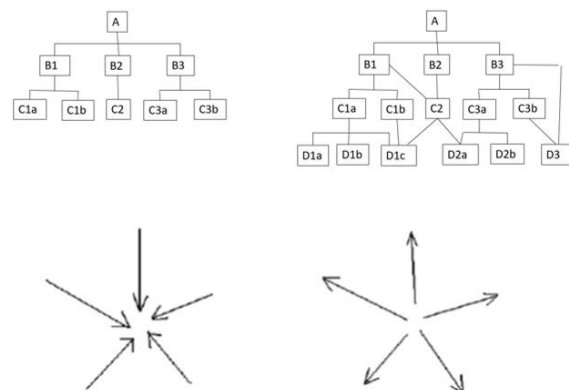 A
B1 B2 B3
C1a C1b C2 C3a C3b
A
B1 B2 B3
C1a C1b C2 C3a C3b
D1a D1b D1c D2a D2b D3